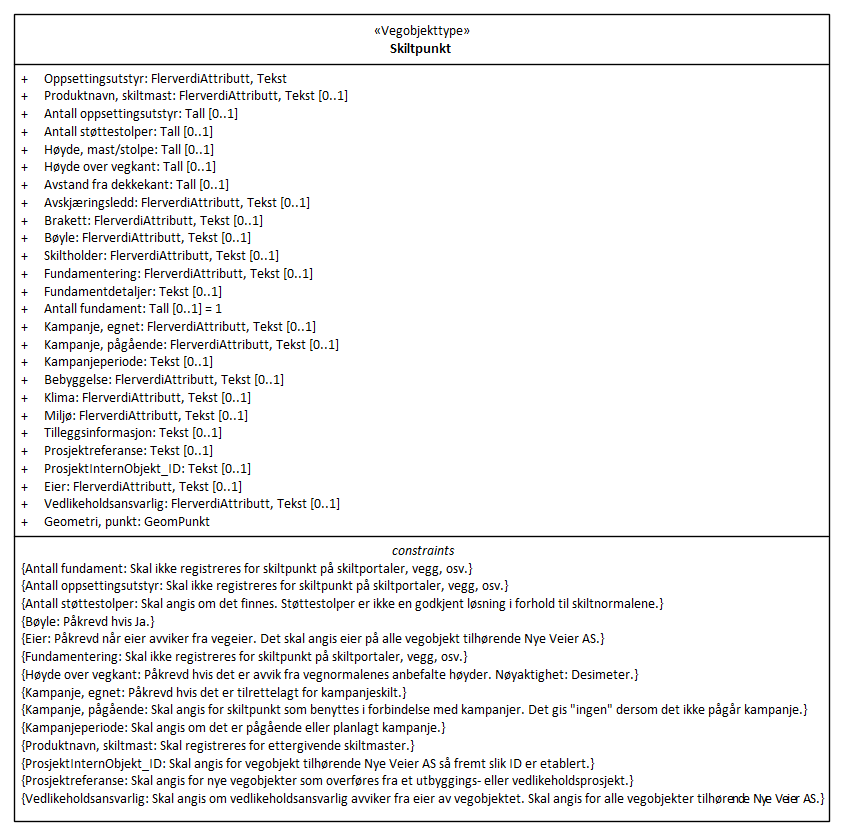 «Vegobjekttype»
Skiltpunkt
+ Oppsettingsutstyr: FlerverdiAttributt, Tekst
+ Produktnavn, skiltmast: FlerverdiAttributt, Tekst [0..1]
+ Antall oppsettingsutstyr: Tall [0..1]
+ Antall støttestolper: Tall [0..1]
+ Høyde, mast/stolpe: Tall [0..1]
+ Høyde over vegkant: Tall [0..1]
+ Avstand fra dekkekant: Tall [0..1]
+ Avskjæringsledd: FlerverdiAttributt, Tekst [0..1]
+ Brakett: FlerverdiAttributt, Tekst [0..1]
+ Bøyle: FlerverdiAttributt, Tekst [0..1]
+ Skiltholder: FlerverdiAttributt, Tekst [0..1]
+ Fundamentering: FlerverdiAttributt, Tekst [0..1]
+ Fundamentdetaljer: Tekst [0..1]
+ Antall fundament: Tall [0..1] = 1
+ Kampanje, egnet: FlerverdiAttributt, Tekst [0..1]
+ Kampanje, pågående: FlerverdiAttributt, Tekst [0..1]
+ Kampanjeperiode: Tekst [0..1]
+ Bebyggelse: FlerverdiAttributt, Tekst [0..1]
+ Klima: FlerverdiAttributt, Tekst [0..1]
+ Miljø: FlerverdiAttributt, Tekst [0..1]
+ Tilleggsinformasjon: Tekst [0..1]
+ Prosjektreferanse: Tekst [0..1]
+ ProsjektInternObjekt_ID: Tekst [0..1]
+ Eier: FlerverdiAttributt, Tekst [0..1]
+ Vedlikeholdsansvarlig: FlerverdiAttributt, Tekst [0..1]
+ Geometri, punkt: GeomPunkt
constraints
{Antall fundament: Skal ikke registreres for skiltpunkt på skiltportaler, vegg, osv.}
{Antall oppsettingsutstyr: Skal ikke registreres for skiltpunkt på skiltportaler, vegg, osv.}
{Antall støttestolper: Skal angis om det finnes. Støttestolper er ikke en godkjent løsning i forhold til skiltnormalene.}
{Bøyle: Påkrevd hvis Ja.}
{Eier: Påkrevd når eier avviker fra vegeier. Det skal angis eier på alle vegobjekt tilhørende Nye Veier AS.}
{Fundamentering: Skal ikke registreres for skiltpunkt på skiltportaler, vegg, osv.}
{Høyde over vegkant: Påkrevd hvis det er avvik fra vegnormalenes anbefalte høyder. Nøyaktighet: Desimeter.}
{Kampanje, egnet: Påkrevd hvis det er tilrettelagt for kampanjeskilt.}
{Kampanje, pågående: Skal angis for skiltpunkt som benyttes i forbindelse med kampanjer. Det gis "ingen" dersom det ikke pågår kampanje.}
{Kampanjeperiode: Skal angis om det er pågående eller planlagt kampanje.}
{Produktnavn, skiltmast: Skal registreres for ettergivende skiltmaster.}
{ProsjektInternObjekt_ID: Skal angis for vegobjekt tilhørende Nye Veier AS så fremt slik ID er etablert.}
{Prosjektreferanse: Skal angis for nye vegobjekter som overføres fra et utbyggings- eller vedlikeholdsprosjekt.}
{Vedlikeholdsansvarlig: Skal angis om vedlikeholdsansvarlig avviker fra eier av vegobjektet. Skal angis for alle vegobjekter tilhørende Nye Veier AS.}